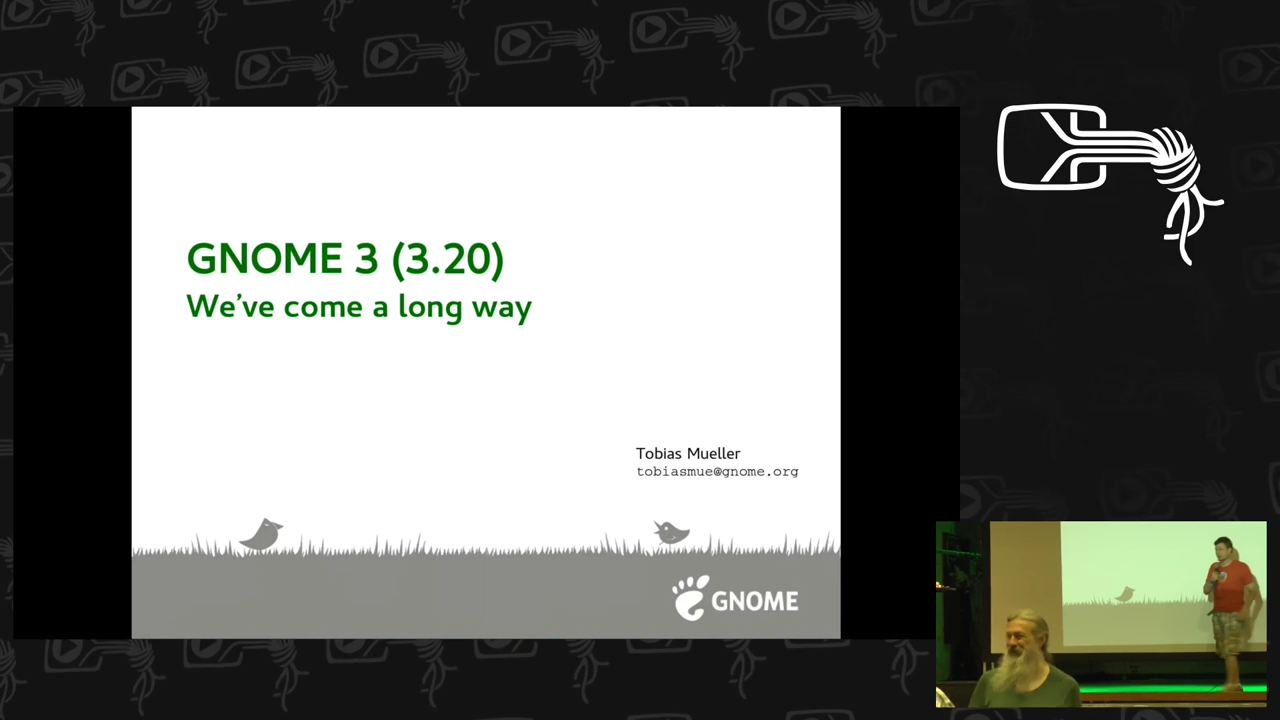 GNOME 3 (3.20)
We've come a long way
Tobias Mueller
tobiasmue@gnome.org
GNOME